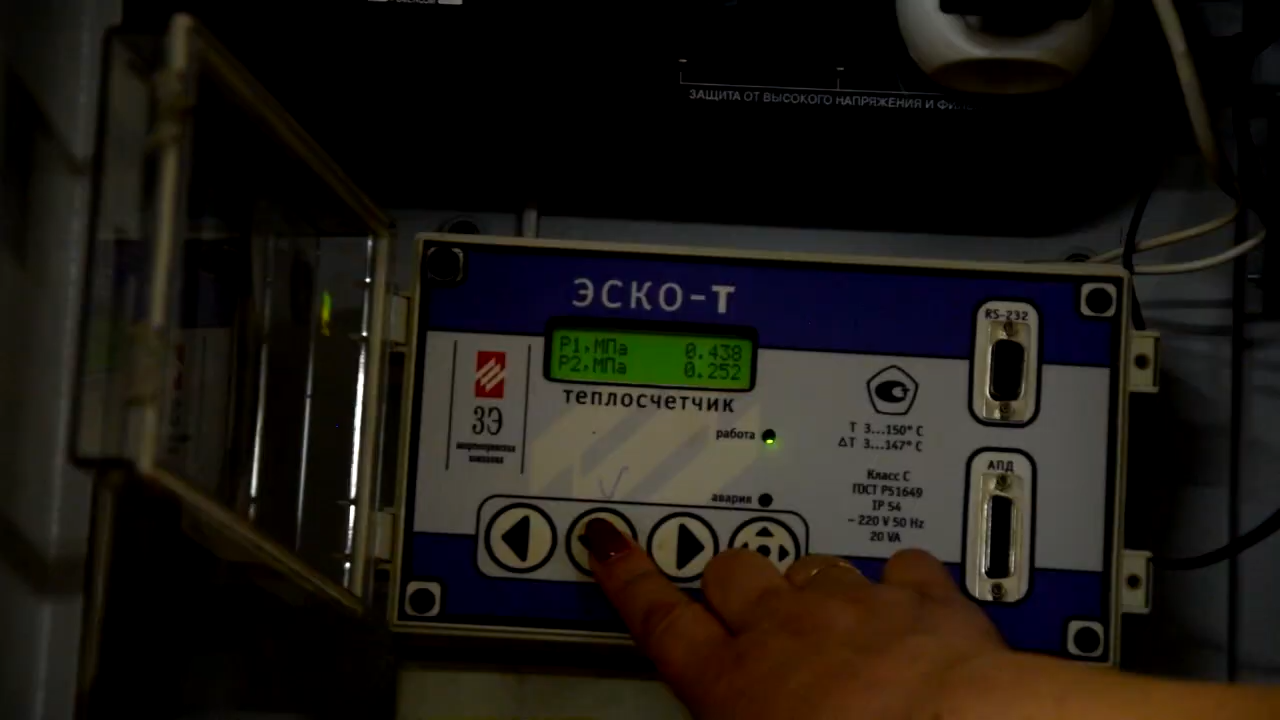 ЗАЩИТА ОТ ВЫСОКОГО НАПРЯЖЕНИЯ И
ЭСКО-Т
RS-232
P1,МПа 0.438
P2,МПа 0.252
теплосчетчик
ЗЭ
работа
T 3...150° C
ΔT 3...147° C
АПД
Класс С
ГОСТ Р51649
IP 54
~ 220 V 50 Hz
20 VA
авария